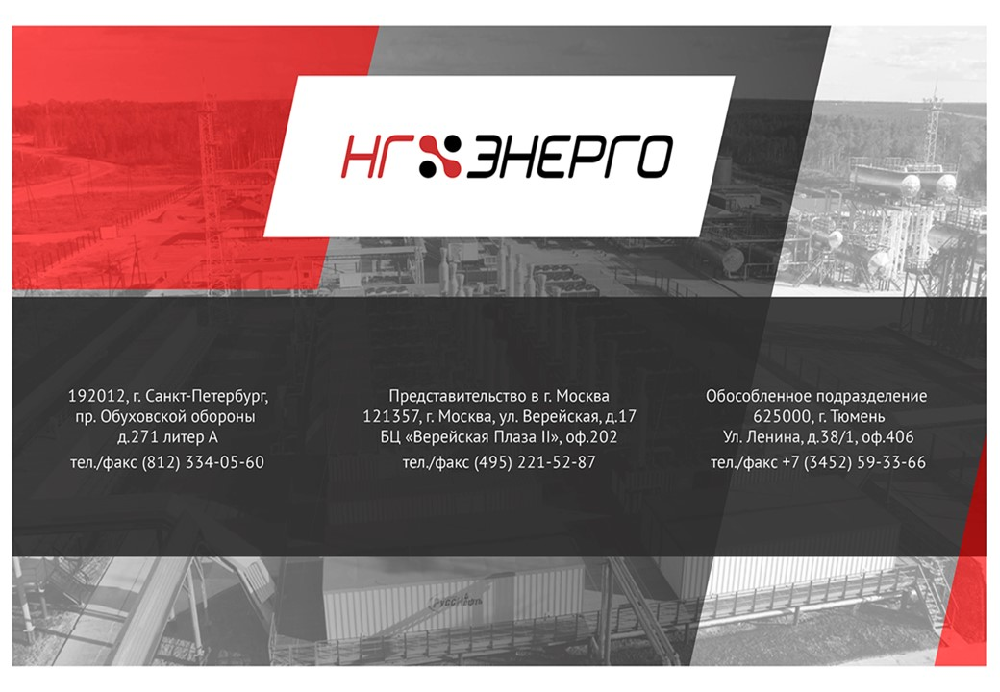 НГ ЭНЕРГО
192012, г. Санкт-Петербург,
пр. Обуховской обороны
д.271 литер А
тел./факс (812) 334-05-60
Представительство в г. Москва
121357, г. Москва, ул. Верейская, д.17
БЦ «Верейская Плаза II», оф.202
тел./факс (495) 221-52-87
Обособленное подразделение
625000, г. Тюмень
Ул. Ленина, д.38/1, оф.406
тел./факс +7 (3452) 59-33-66
РуссНефть